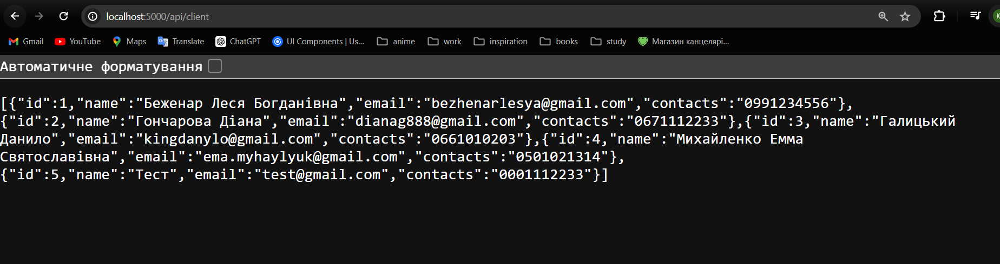 localhost:5000/api/client
Gmail YouTube Maps Translate ChatGPT UI Components | Us... anime work inspiration books study Магазин канцелярі...
Автоматичне форматування
[{"id":1,"name":"Беженар Леся Богданівна","email":"bezhenarlesya@gmail.com","contacts":"0991234556"},
{"id":2,"name":"Гончарова Діана","email":"dianag888@gmail.com","contacts":"0671112233"},{"id":3,"name":"Галицький
Данило","email":"kingdanylo@gmail.com","contacts":"0661010203"},{"id":4,"name":"Михайленко Емма
Святославівна","email":"ema.myhaylyuk@gmail.com","contacts":"0501021314"},
{"id":5,"name":"Тест","email":"test@gmail.com","contacts":"0001112233"}]